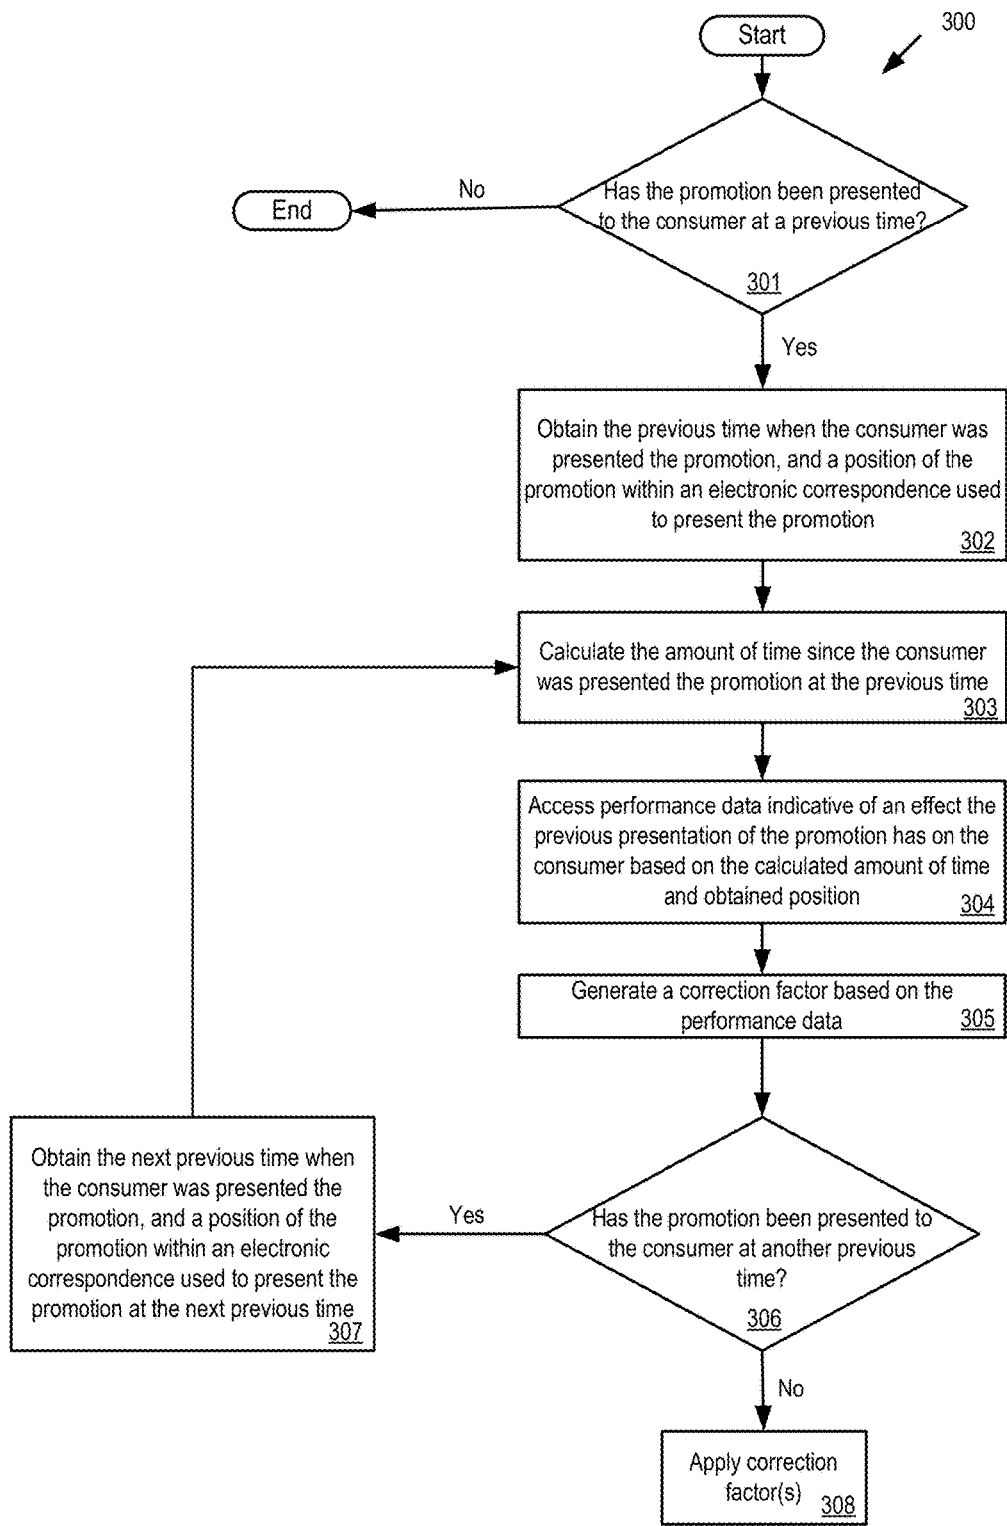 300
Start
Has the promotion been presented
to the consumer at a previous time?
301
No
End
Yes
Obtain the previous time when the consumer was
presented the promotion, and a position of the
promotion within an electronic correspondence used
to present the promotion
302
Calculate the amount of time since the consumer
was presented the promotion at the previous time
303
Access performance data indicative of an effect the
previous presentation of the promotion has on the
consumer based on the calculated amount of time
and obtained position
304
Generate a correction factor based on the
performance data
305
Has the promotion been presented to
the consumer at another previous
time?
306
Yes
Obtain the next previous time when
the consumer was presented the
promotion, and a position of the
promotion within an electronic
correspondence used to present the
promotion at the next previous time
307
No
Apply correction
factor(s)
308